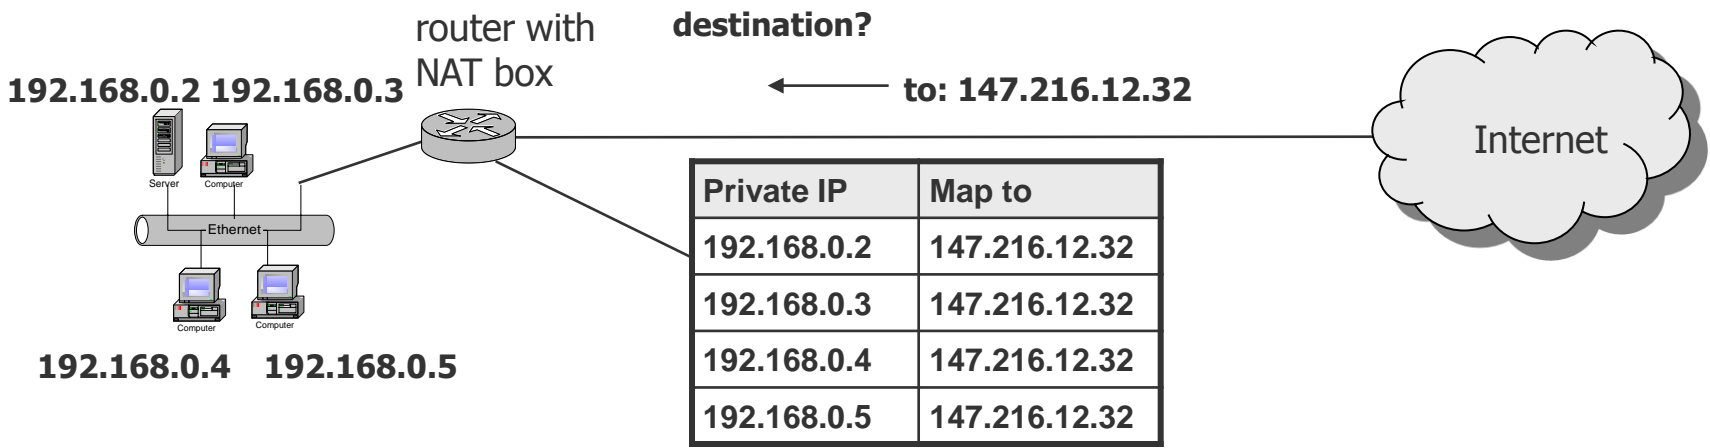 router with
NAT box
destination?
192.168.0.2 192.168.0.3
to: 147.216.12.32
Internet
Server
Computer
Ethernet
Computer
Computer
192.168.0.4 192.168.0.5
Private IP Map to
192.168.0.2 147.216.12.32
192.168.0.3 147.216.12.32
192.168.0.4 147.216.12.32
192.168.0.5 147.216.12.32